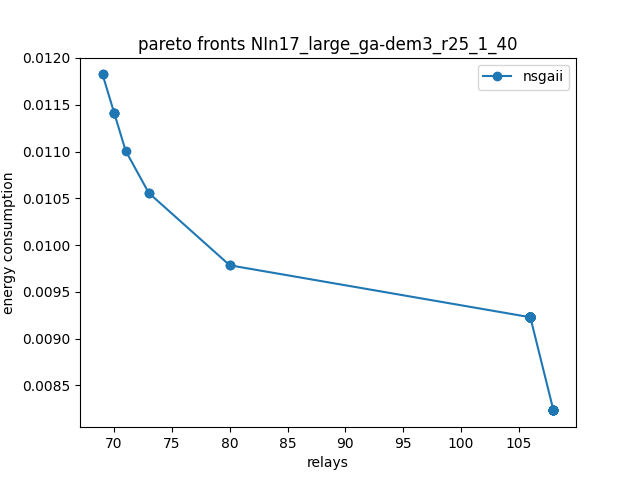 pareto fronts NIn17_large_ga-dem3_r25_1_40
nsgaii
0.0120
0.0115
0.0110
0.0105
0.0100
0.0095
0.0090
0.0085
energy consumption
70 75 80 85 90 95 100 105
relays